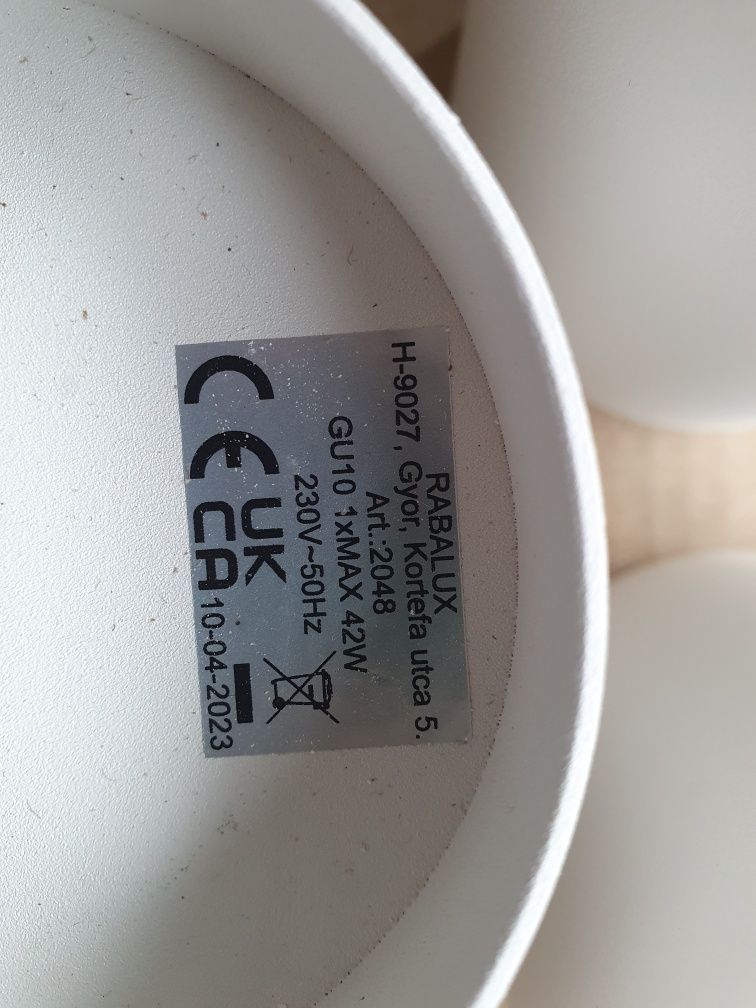 RABALUX
H-9027, Gyor, Kortefa utca 5.
Art.:2048
GU10 1xMAX 42W
230V~50Hz
CE
UK
CA
10-04-2023